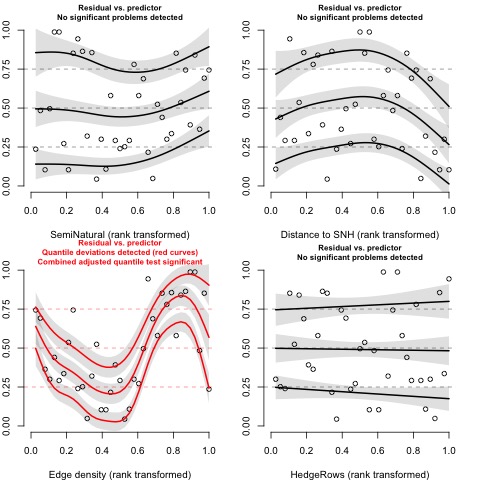 Residual vs. predictor
No significant problems detected
0.00 0.25 0.50 0.75 1.00
0.0 0.2 0.4 0.6 0.8 1.0
SemiNatural (rank transformed)
Residual vs. predictor
No significant problems detected
0.00 0.25 0.50 0.75 1.00
0.0 0.2 0.4 0.6 0.8 1.0
Distance to SNH (rank transformed)
Residual vs. predictor
Quantile deviations detected (red curves)
Combined adjusted quantile test significant
0.00 0.25 0.50 0.75 1.00
0.0 0.2 0.4 0.6 0.8 1.0
Edge density (rank transformed)
Residual vs. predictor
No significant problems detected
0.00 0.25 0.50 0.75 1.00
0.0 0.2 0.4 0.6 0.8 1.0
HedgeRows (rank transformed)